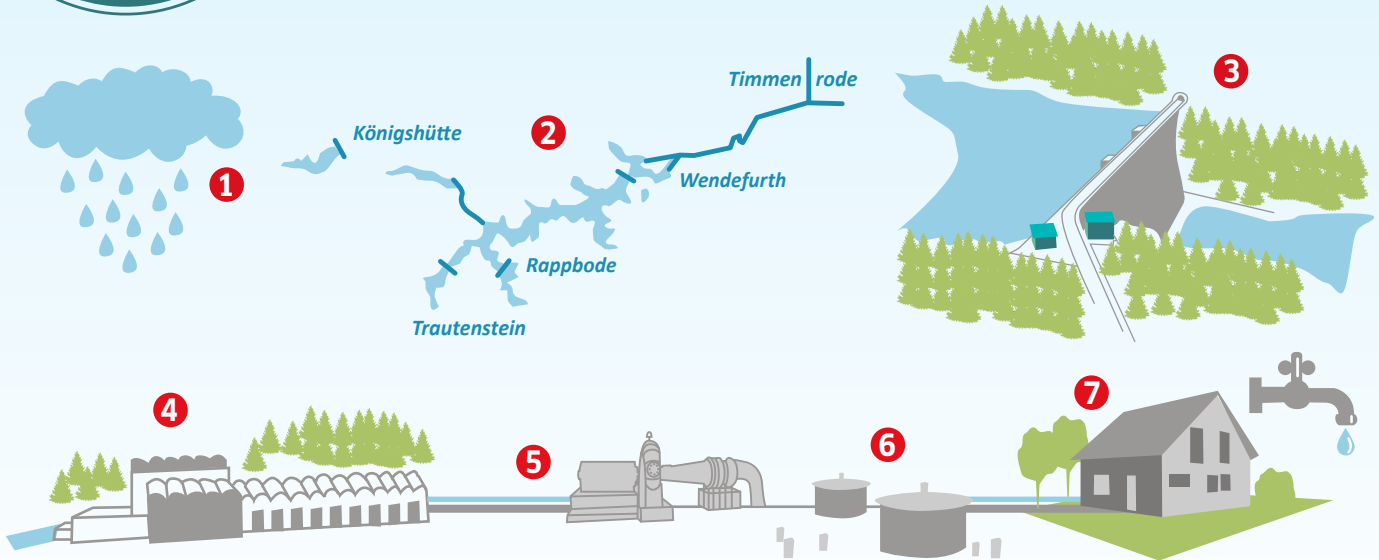 1
Königshütte
2
Timmen rode
Wendefurth
Rappbode
Trautenstein
3
4
5
6
7